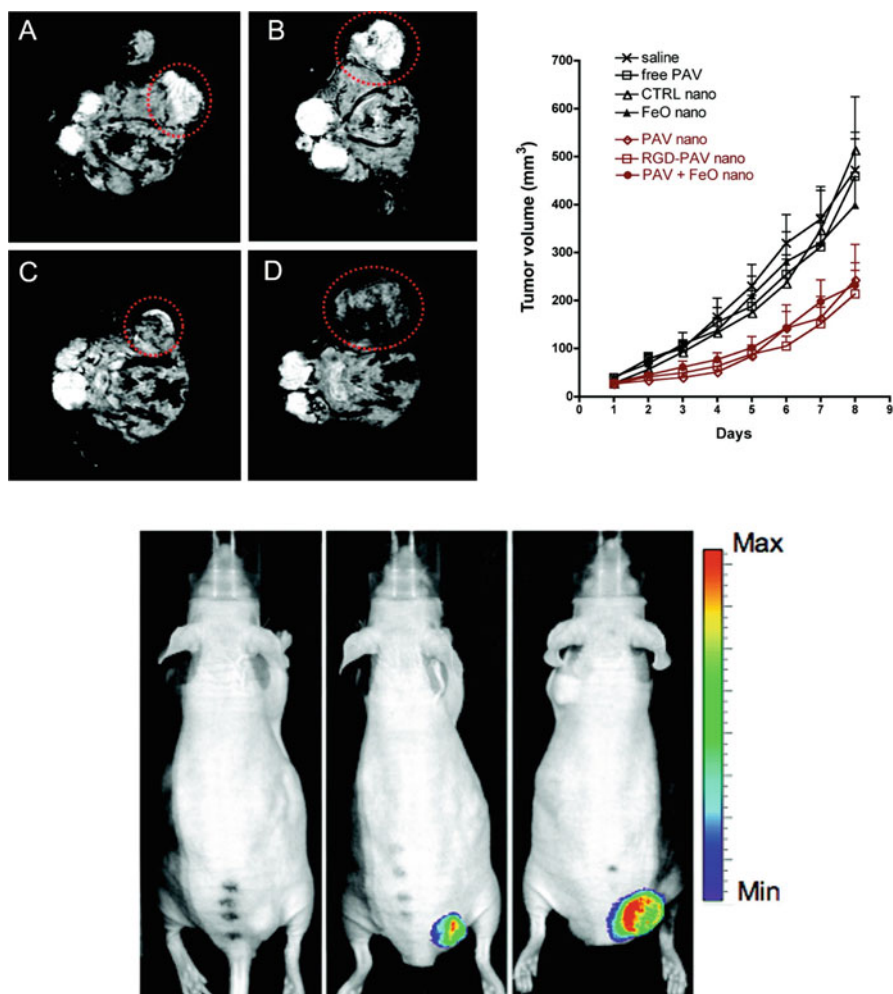 A
B
C
D
700
600
500
400
300
200
100
0
Tumor volume (mm³)
saline
free PAV
CTRL nano
FeO nano
PAV nano
RGD-PAV nano
PAV + FeO nano
1 2 3 4 5 6 7 8 9
Days
Max
Min